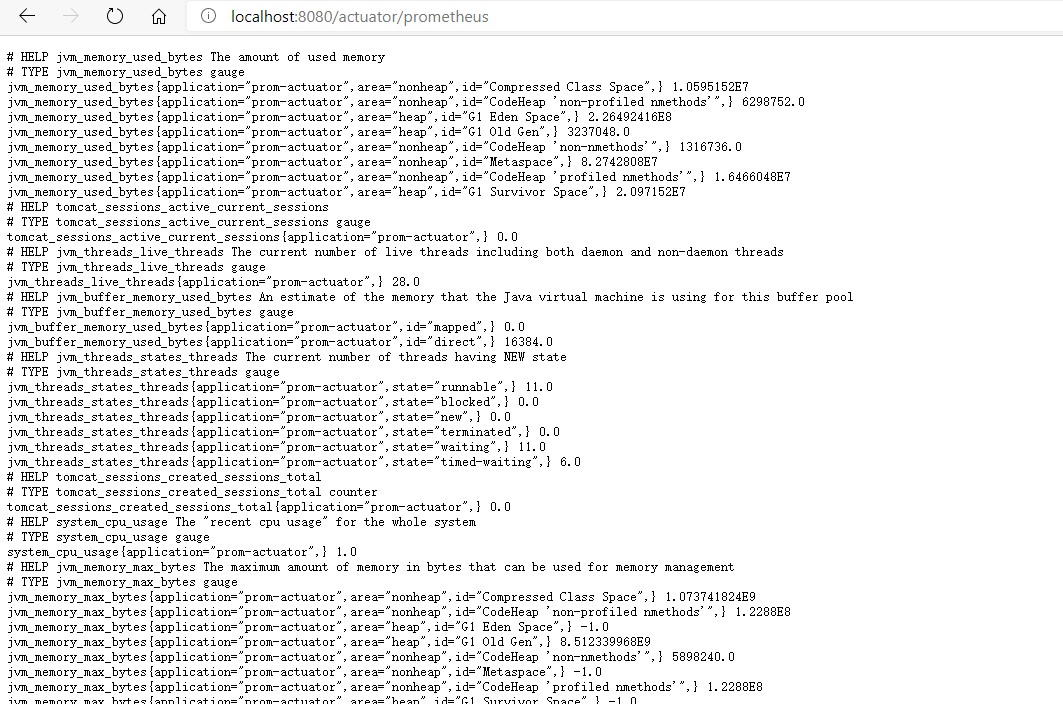 localhost:8080/actuator/prometheus
# HELP jvm_memory_used_bytes The amount of used memory
# TYPE jvm_memory_used_bytes gauge
jvm_memory_used_bytes{application="prom-actuator",area="nonheap",id="Compressed Class Space",} 1.0595152E7
jvm_memory_used_bytes{application="prom-actuator",area="nonheap",id="CodeHeap 'non-profiled nmethods'",} 6298752.0
jvm_memory_used_bytes{application="prom-actuator",area="heap",id="G1 Eden Space",} 2.26492416E8
jvm_memory_used_bytes{application="prom-actuator",area="heap",id="G1 Old Gen",} 3237048.0
jvm_memory_used_bytes{application="prom-actuator",area="nonheap",id="CodeHeap 'non-nmethods'",} 1316736.0
jvm_memory_used_bytes{application="prom-actuator",area="nonheap",id="Metaspace",} 8.2742808E7
jvm_memory_used_bytes{application="prom-actuator",area="nonheap",id="CodeHeap 'profiled nmethods'",} 1.6466048E7
jvm_memory_used_bytes{application="prom-actuator",area="heap",id="G1 Survivor Space",} 2.097152E7
# HELP tomcat_sessions_active_current_sessions
# TYPE tomcat_sessions_active_current_sessions gauge
tomcat_sessions_active_current_sessions{application="prom-actuator",} 0.0
# HELP jvm_threads_live_threads The current number of live threads including both daemon and non-daemon threads
# TYPE jvm_threads_live_threads gauge
jvm_threads_live_threads{application="prom-actuator",} 28.0
# HELP jvm_buffer_memory_used_bytes An estimate of the memory that the Java virtual machine is using for this buffer pool
# TYPE jvm_buffer_memory_used_bytes gauge
jvm_buffer_memory_used_bytes{application="prom-actuator",id="mapped",} 0.0
jvm_buffer_memory_used_bytes{application="prom-actuator",id="direct",} 16384.0
# HELP jvm_threads_states_threads The current number of threads having NEW state
# TYPE jvm_threads_states_threads gauge
jvm_threads_states_threads{application="prom-actuator",state="runnable",} 11.0
jvm_threads_states_threads{application="prom-actuator",state="blocked",} 0.0
jvm_threads_states_threads{application="prom-actuator",state="new",} 0.0
jvm_threads_states_threads{application="prom-actuator",state="terminated",} 0.0
jvm_threads_states_threads{application="prom-actuator",state="waiting",} 11.0
jvm_threads_states_threads{application="prom-actuator",state="timed-waiting",} 6.0
# HELP tomcat_sessions_created_sessions_total
# TYPE tomcat_sessions_created_sessions_total counter
tomcat_sessions_created_sessions_total{application="prom-actuator",} 0.0
# HELP system_cpu_usage The "recent cpu usage" for the whole system
# TYPE system_cpu_usage gauge
system_cpu_usage{application="prom-actuator",} 1.0
# HELP jvm_memory_max_bytes The maximum amount of memory in bytes that can be used for memory management
# TYPE jvm_memory_max_bytes gauge
jvm_memory_max_bytes{application="prom-actuator",area="nonheap",id="Compressed Class Space",} 1.073741824E9
jvm_memory_max_bytes{application="prom-actuator",area="nonheap",id="CodeHeap 'non-profiled nmethods'",} 1.2288E8
jvm_memory_max_bytes{application="prom-actuator",area="heap",id="G1 Eden Space",} -1.0
jvm_memory_max_bytes{application="prom-actuator",area="heap",id="G1 Old Gen",} 8.512339968E9
jvm_memory_max_bytes{application="prom-actuator",area="nonheap",id="CodeHeap 'non-nmethods'",} 5898240.0
jvm_memory_max_bytes{application="prom-actuator",area="nonheap",id="Metaspace",} -1.0
jvm_memory_max_bytes{application="prom-actuator",area="nonheap",id="CodeHeap 'profiled nmethods'",} 1.2288E8
jvm_memory_max_bytes{application="prom-actuator",area="heap",id="G1 Survivor Space",} -1.0